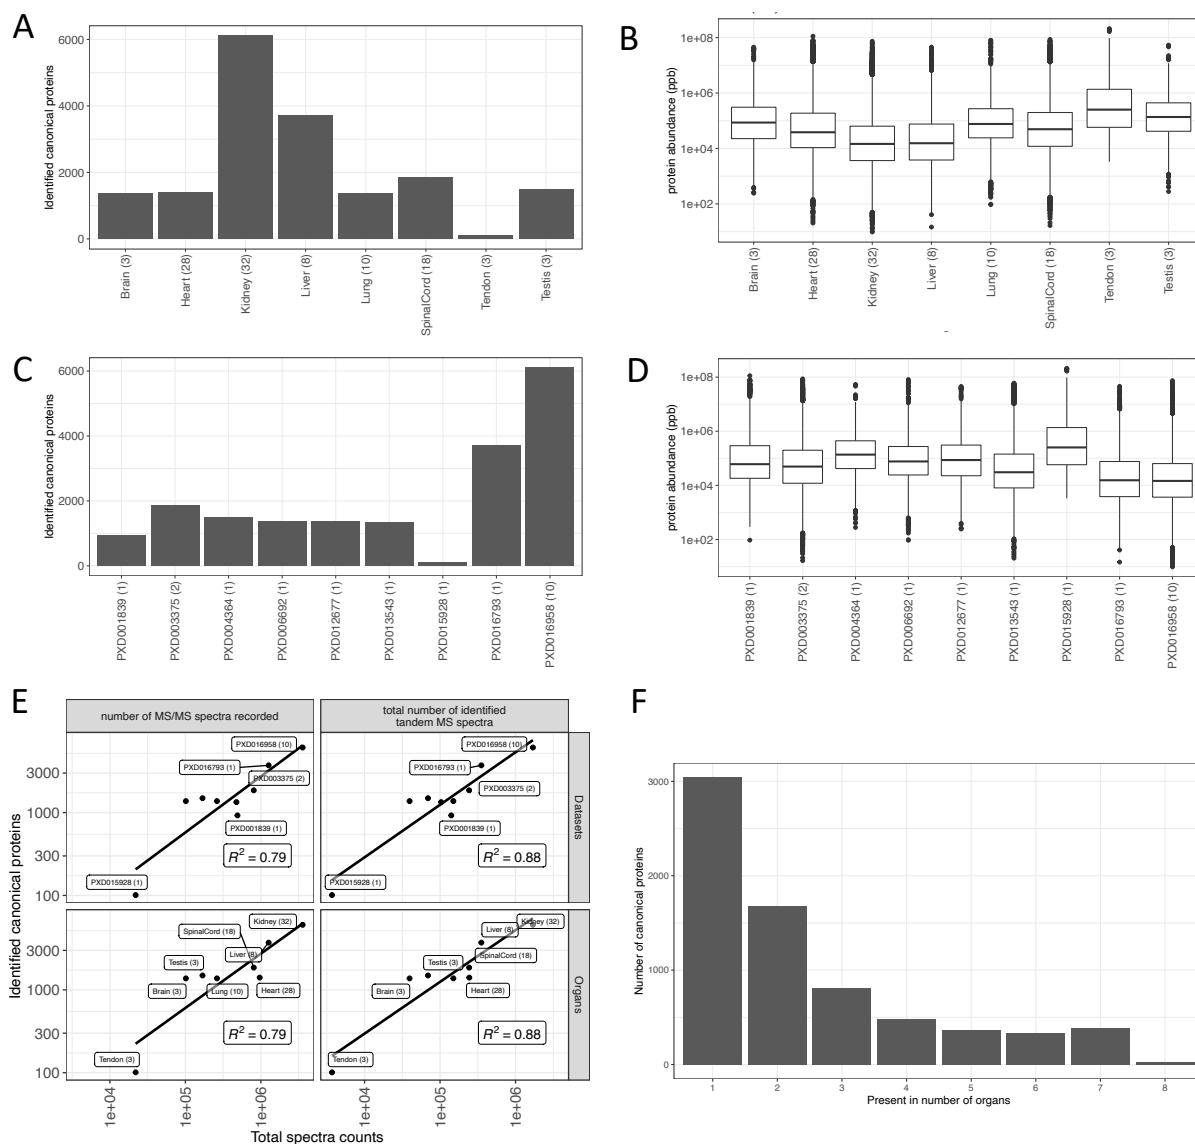 A
Identified canonical proteins
6000
4000
2000
0
Brain (3)
Heart (28)
Kidney (32)
Liver (8)
Lung (10)
SpinalCord (18)
Tendon (3)
Testis (3)
B
protein abundance (ppb)
1e+08
1e+06
1e+04
1e+02
Brain (3)
Heart (28)
Kidney (32)
Liver (8)
Lung (10)
SpinalCord (18)
Tendon (3)
Testis (3)
C
Identified canonical proteins
6000
4000
2000
0
PXD001839 (1)
PXD003375 (2)
PXD004364 (1)
PXD006692 (1)
PXD012677 (1)
PXD013543 (1)
PXD015928 (1)
PXD016793 (1)
PXD016958 (10)
D
protein abundance (ppb)
1e+08
1e+06
1e+04
1e+02
PXD001839 (1)
PXD003375 (2)
PXD004364 (1)
PXD006692 (1)
PXD012677 (1)
PXD013543 (1)
PXD015928 (1)
PXD016793 (1)
PXD016958 (10)
E
number of MS/MS spectra recorded
total number of identified
tandem MS spectra
Identified canonical proteins
3000
1000
300
100
PXD016958 (10)
PXD016793 (1)
PXD003375 (2)
PXD001839 (1)
R² = 0.79
PXD015928 (1)
PXD016958 (10)
PXD016793 (1)
PXD003375 (2)
PXD001839 (1)
R² = 0.88
PXD015928 (1)
Datasets
3000
1000
300
100
Kidney (32)
SpinalCord (18)
Liver (8)
Testis (3)
Brain (3)
Lung (10)
Heart (28)
R² = 0.79
Tendon (3)
Kidney (32)
Liver (8)
SpinalCord (18)
Testis (3)
Brain (3)
Heart (28)
R² = 0.88
Tendon (3)
Organs
1e+04
1e+05
1e+06
1e+04
1e+05
1e+06
Total spectra counts
F
Number of canonical proteins
3000
2000
1000
0
1 2 3 4 5 6 7 8
Present in number of organs